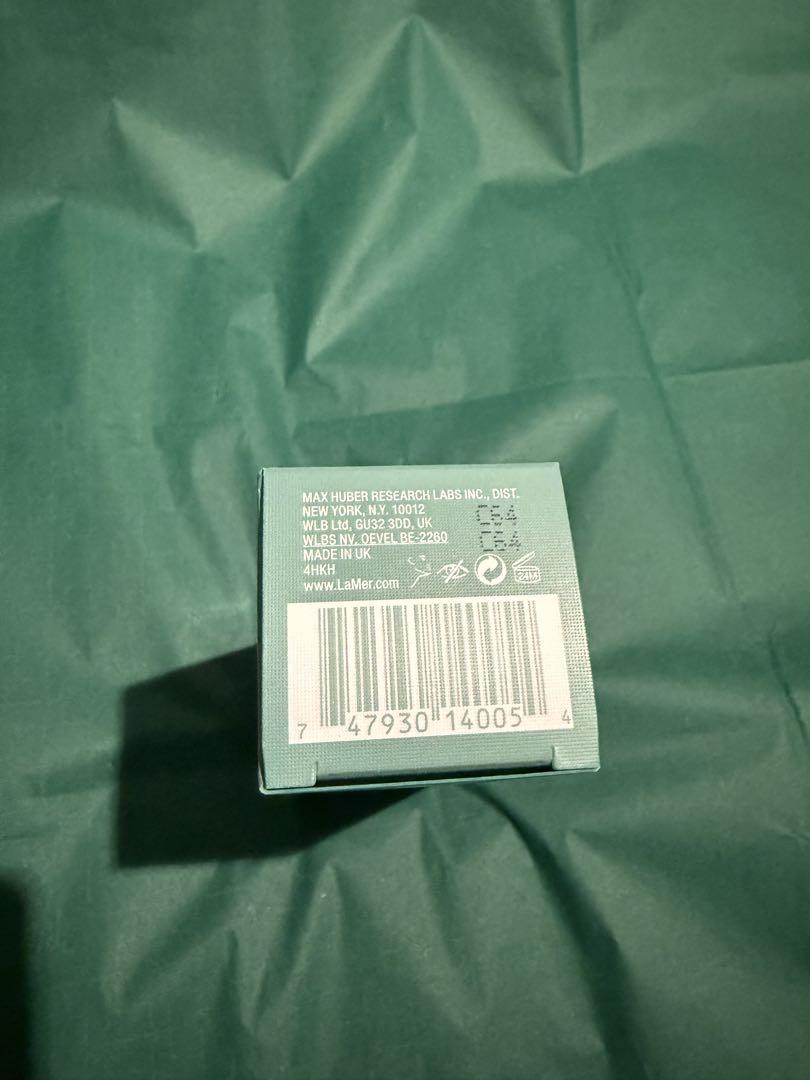 MAX HUBER RESEARCH LABS INC., DIST.
NEW YORK, N.Y. 10012
WLB Ltd, GU32 3DD, UK
WLBS NV, OEVEL BE-2260
MADE IN UK
4HKH
www.LaMer.com
C64
C64
24M
7 47930 14005 4